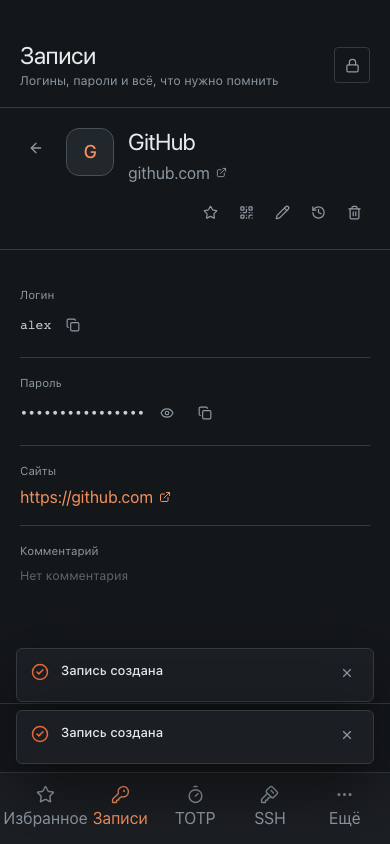 Записи
Логины, пароли и всё, что нужно помнить
G
GitHub
github.com
Логин
alex
Пароль
••••••••••••••••
Сайты
https://github.com
Комментарий
Нет комментария
Запись создана
Запись создана
Избранное Записи TOTP SSH Ещё